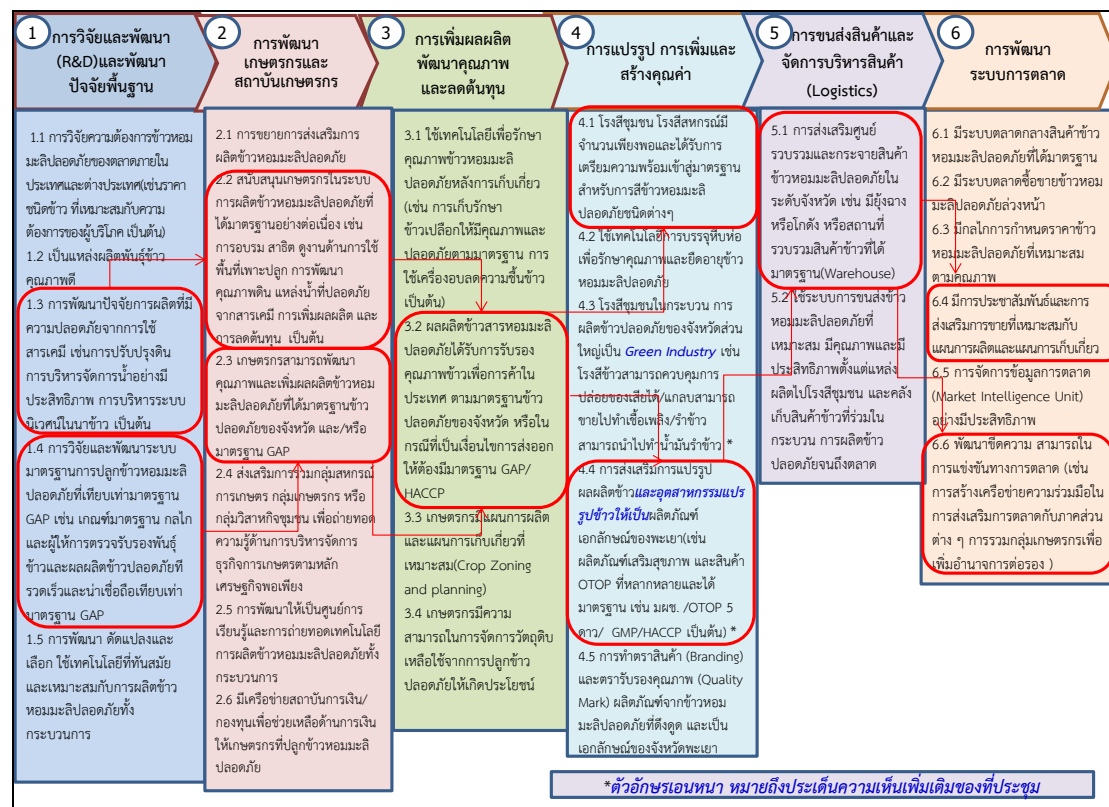 1
การวิจัยและพัฒนา
(R&D)และพัฒนา
ปัจจัยพื้นฐาน
2
การพัฒนา
เกษตรกรและ
สถาบันเกษตรกร
3
การเพิ่มผลผลิต
พัฒนาคุณภาพ
และลดต้นทุน
4
การแปรรูป การเพิ่มและ
สร้างคุณค่า
5
การขนส่งสินค้าและ
จัดการบริหารสินค้า
(Logistics)
6
การพัฒนา
ระบบการตลาด
1.1 การวิจัยความต้องการข้าวหอม
มะลิปลอดภัยของตลาดภายใน
ประเทศและต่างประเทศ(เช่นราคา
ชนิดข้าว ที่เหมาะสมกับความ
ต้องการของผู้บริโภค เป็นต้น)
1.2 เป็นแหล่งผลิตพันธุ์ข้าว
คุณภาพดี
1.3 การพัฒนาปัจจัยการผลิตที่มี
ความปลอดภัยจากการใช้
สารเคมี เช่นการปรับปรุงดิน
การบริหารจัดการน้ำอย่างมี
ประสิทธิภาพ การบริหารระบบ
นิเวศน์ในนาข้าว เป็นต้น
1.4 การวิจัยและพัฒนาระบบ
มาตรฐานการปลูกข้าวหอมมะลิ
ปลอดภัยที่เทียบเท่ามาตรฐาน
GAP เช่น เกณฑ์มาตรฐาน กลไก
และผู้ให้การตรวจรับรองพันธุ์
ข้าวและผลผลิตข้าวปลอดภัยที่
รวดเร็วและน่าเชื่อถือเทียบเท่า
มาตรฐาน GAP
1.5 การพัฒนา ดัดแปลงและ
เลือก ใช้เทคโนโลยีที่ทันสมัย
และเหมาะสมกับการผลิตข้าว
หอมมะลิปลอดภัยทั้ง
กระบวนการ
2.1 การขยายการส่งเสริมการ
ผลิตข้าวหอมมะลิปลอดภัย
2.2 สนับสนุนเกษตรกรในระบบ
การผลิตข้าวหอมมะลิปลอดภัยที่
ได้มาตรฐานอย่างต่อเนื่อง เช่น
การอบรม สาธิต ดูงานด้านการใช้
พื้นที่เพาะปลูก การพัฒนา
คุณภาพดิน แหล่งน้ำที่ปลอดภัย
จากสารเคมี การเพิ่มผลผลิต และ
การลดต้นทุน เป็นต้น
2.3 เกษตรกรสามารถพัฒนา
คุณภาพและเพิ่มผลผลิตข้าวหอม
มะลิปลอดภัยที่ได้มาตรฐานข้าว
ปลอดภัยของจังหวัด และ/หรือ
มาตรฐาน GAP
2.4 ส่งเสริมการรวมกลุ่มสหกรณ์
การเกษตร กลุ่มเกษตรกร หรือ
กลุ่มวิสาหกิจชุมชน เพื่อถ่ายทอด
ความรู้ด้านการบริหารจัดการ
ธุรกิจการเกษตรตามหลัก
เศรษฐกิจพอเพียง
2.5 การพัฒนาให้เป็นศูนย์การ
เรียนรู้และการถ่ายทอดเทคโนโลยี
การผลิตข้าวหอมมะลิปลอดภัยทั้ง
กระบวนการ
2.6 มีเครือข่ายสถาบันการเงิน/
กองทุนเพื่อช่วยเหลือด้านการเงิน
ให้เกษตรกรที่ปลูกข้าวหอมมะลิ
ปลอดภัย
3.1 ใช้เทคโนโลยีเพื่อรักษา
คุณภาพข้าวหอมมะลิ
ปลอดภัยหลังการเก็บเกี่ยว
(เช่น การเก็บรักษา
ข้าวเปลือกให้มีคุณภาพและ
ปลอดภัยตามมาตรฐาน การ
ใช้เครื่องอบลดความชื้นข้าว
เป็นต้น)
3.2 ผลผลิตข้าวสารหอมมะลิ
ปลอดภัยได้รับการรับรอง
คุณภาพข้าวเพื่อการค้าใน
ประเทศ ตามมาตรฐานข้าว
ปลอดภัยของจังหวัด หรือใน
กรณีที่เป็นเงื่อนไขการส่งออก
ให้ต้องมีมาตรฐาน GAP/
HACCP
3.3 เกษตรกรมีแผนการผลิต
และแผนการเก็บเกี่ยวที่
เหมาะสม(Crop Zoning
and planning)
3.4 เกษตรกรมีความ
สามารถในการจัดการวัตถุดิบ
เหลือใช้จากการปลูกข้าว
ปลอดภัยให้เกิดประโยชน์
4.1 โรงสีชุมชน โรงสีสหกรณ์มี
จำนวนเพียงพอและได้รับการ
เตรียมความพร้อมเข้าสู่มาตรฐาน
สำหรับการสีข้าวหอมมะลิ
ปลอดภัยชนิดต่างๆ
4.2 ใช้เทคโนโลยีการบรรจุหีบห่อ
เพื่อรักษาคุณภาพและยืดอายุข้าว
หอมมะลิปลอดภัย
4.3 โรงสีชุมชนในกระบวน การ
ผลิตข้าวปลอดภัยของจังหวัดส่วน
ใหญ่เป็น Green Industry เช่น
โรงสีข้าวสามารถควบคุมการ
ปล่อยของเสียได้/แกลบสามารถ
ขายไปทำเชื้อเพลิง/รำข้าว
สามารถนำไปทำน้ำมันรำข้าว *
4.4 การส่งเสริมการแปรรูป
ผลผลิตข้าวและอุตสาหกรรมแปร
รูปข้าวให้เป็นผลิตภัณฑ์
เอกลักษณ์ของพะเยา(เช่น
ผลิตภัณฑ์เสริมสุขภาพ และสินค้า
OTOP ที่หลากหลายและได้
มาตรฐาน เช่น มผช. /OTOP 5
ดาว/ GMP/HACCP เป็นต้น) *
4.5 การทำตราสินค้า (Branding)
และตรารับรองคุณภาพ (Quality
Mark) ผลิตภัณฑ์จากข้าวหอม
มะลิปลอดภัยที่ดึงดูด และเป็น
เอกลักษณ์ของจังหวัดพะเยา
5.1 การส่งเสริมศูนย์
รวบรวมและกระจายสินค้า
ข้าวหอมมะลิปลอดภัยใน
ระดับจังหวัด เช่น มียุ้งฉาง
หรือโกดัง หรือสถานที่
รวบรวมสินค้าข้าวที่ได้
มาตรฐาน(Warehouse)
5.2 ใช้ระบบการขนส่งข้าว
หอมมะลิปลอดภัยที่
เหมาะสม มีคุณภาพและมี
ประสิทธิภาพตั้งแต่แหล่ง
ผลิตไปโรงสีชุมชน และคลัง
เก็บสินค้าข้าวที่ร่วมใน
กระบวน การผลิตข้าว
ปลอดภัยจนถึงตลาด
6.1 มีระบบตลาดกลางสินค้าข้าว
หอมมะลิปลอดภัยที่ได้มาตรฐาน
6.2 มีระบบตลาดซื้อขายข้าวหอม
มะลิปลอดภัยล่วงหน้า
6.3 มีกลไกการกำหนดราคาข้าว
หอมมะลิปลอดภัยที่เหมาะสม
ตามคุณภาพ
6.4 มีการประชาสัมพันธ์และการ
ส่งเสริมการขายที่เหมาะสมกับ
แผนการผลิตและแผนการเก็บเกี่ยว
6.5 การจัดการข้อมูลการตลาด
(Market Intelligence Unit)
อย่างมีประสิทธิภาพ
6.6 พัฒนาขีดความ สามารถใน
การแข่งขันทางการตลาด (เช่น
การสร้างเครือข่ายความร่วมมือใน
การส่งเสริมการตลาดกับภาคส่วน
ต่าง ๆ การรวมกลุ่มเกษตรกรเพื่อ
เพิ่มอำนาจการต่อรอง )
*ตัวอักษรเอนหนา หมายถึงประเด็นความเห็นเพิ่มเติมของที่ประชุม